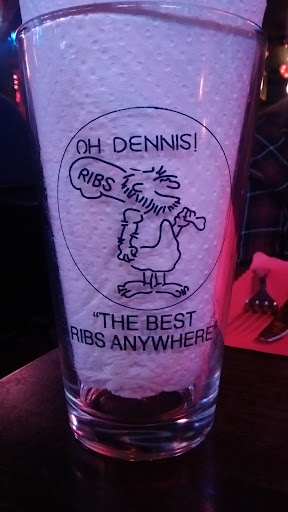 OH DENNIS!
RIBS
"THE BEST
RIBS ANYWHERE"